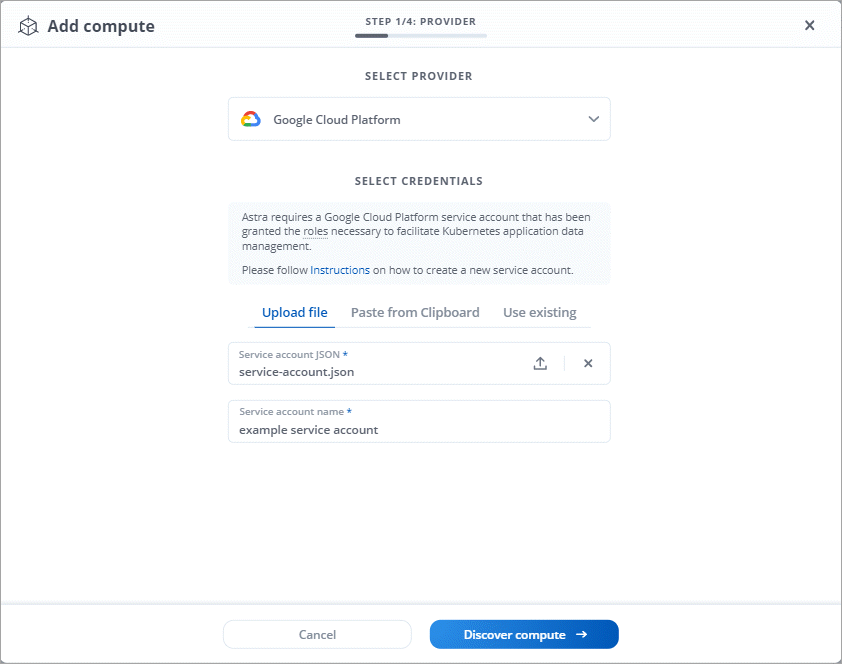 Add compute
STEP 1/4: PROVIDER
SELECT PROVIDER
Google Cloud Platform
SELECT CREDENTIALS
Astra requires a Google Cloud Platform service account that has been
granted the roles necessary to facilitate Kubernetes application data
management.
Please follow Instructions on how to create a new service account.
Upload file Paste from Clipboard Use existing
Service account JSON *
service-account.json
Service account name *
example service account
Cancel Discover compute →